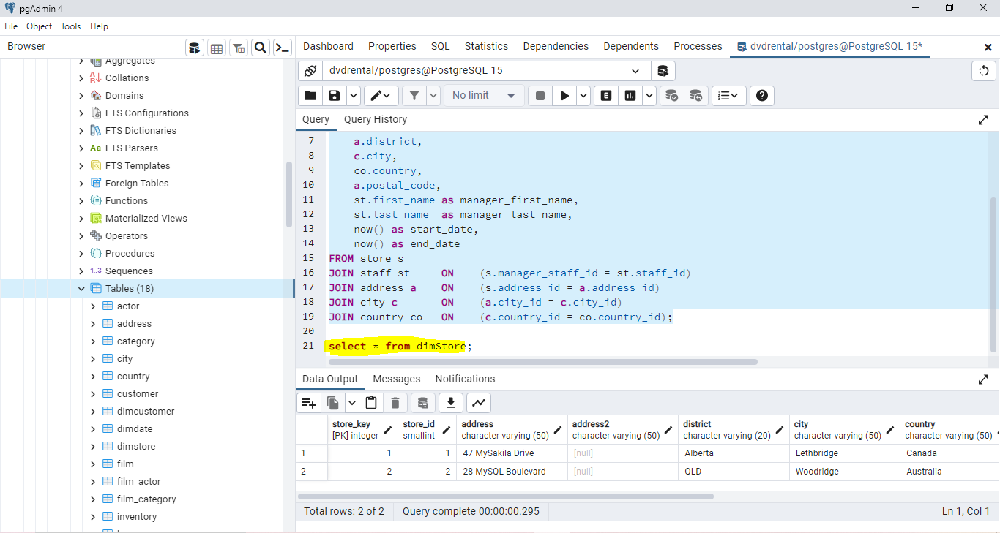 pgAdmin 4
File Object Tools Help
Browser
Dashboard Properties SQL Statistics Dependencies Dependents Processes dvdrental/postgres@PostgreSQL 15*
Aggregates
Collations
Domains
FTS Configurations
FTS Dictionaries
Aa FTS Parsers
FTS Templates
Foreign Tables
Functions
Materialized Views
Operators
Procedures
1..3 Sequences
Tables (18)
actor
address
category
city
country
customer
dimcustomer
dimdate
dimstore
film
film_actor
film_category
inventory
dvdrental/postgres@PostgreSQL 15
No limit
E
Query Query History
7 a.district,
8 c.city,
9 co.country,
10 a.postal_code,
11 st.first_name as manager_first_name,
12 st.last_name  as manager_last_name,
13 now() as start_date,
14 now() as end_date
15 FROM store s
16 JOIN staff st     ON    (s.manager_staff_id = st.staff_id)
17 JOIN address a    ON    (s.address_id = a.address_id)
18 JOIN city c       ON    (a.city_id = c.city_id)
19 JOIN country co   ON    (c.country_id = co.country_id);
20
21 select * from dimStore;
Data Output Messages Notifications
store_key store_id address address2 district city country
[PK] integer smallint character varying (50) character varying (50) character varying (20) character varying (50) character varying (50)
1 1 1 47 MySakila Drive [null] Alberta Lethbridge Canada
2 2 2 28 MySQL Boulevard [null] QLD Woodridge Australia
Total rows: 2 of 2 Query complete 00:00:00.295 Ln 1, Col 1